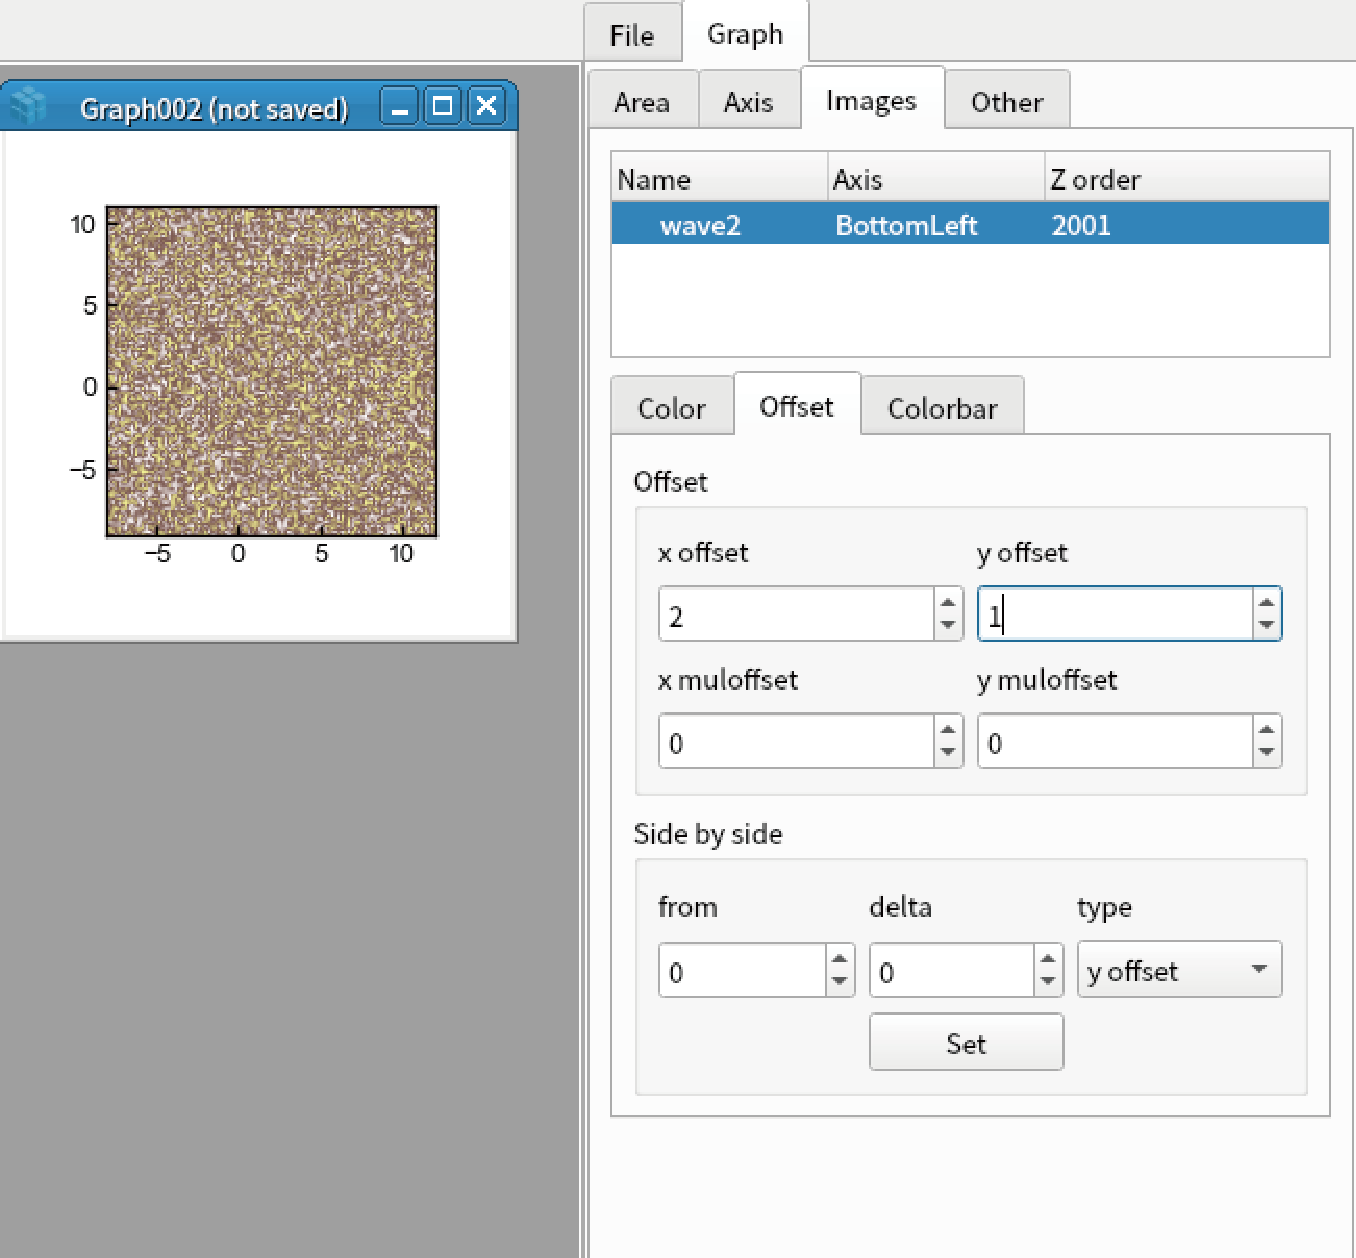 File Graph
Graph002 (not saved)
10
5
0
−5
−5 0 5 10
Area Axis Images Other
Name Axis Z order
wave2 BottomLeft 2001
Color Offset Colorbar
Offset
x offset y offset
2 1
x muloffset y muloffset
0 0
Side by side
from delta type
0 0 y offset
Set